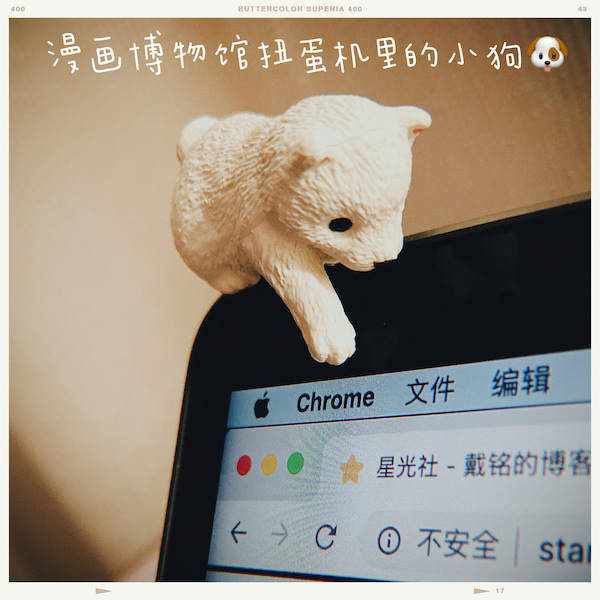 400 BUTTERCOLOR SUPERIA 400 43
漫画博物馆扭蛋机里的小狗🐶
Chrome 文件 编辑
星光社 - 戴铭的博客
不安全 star
17